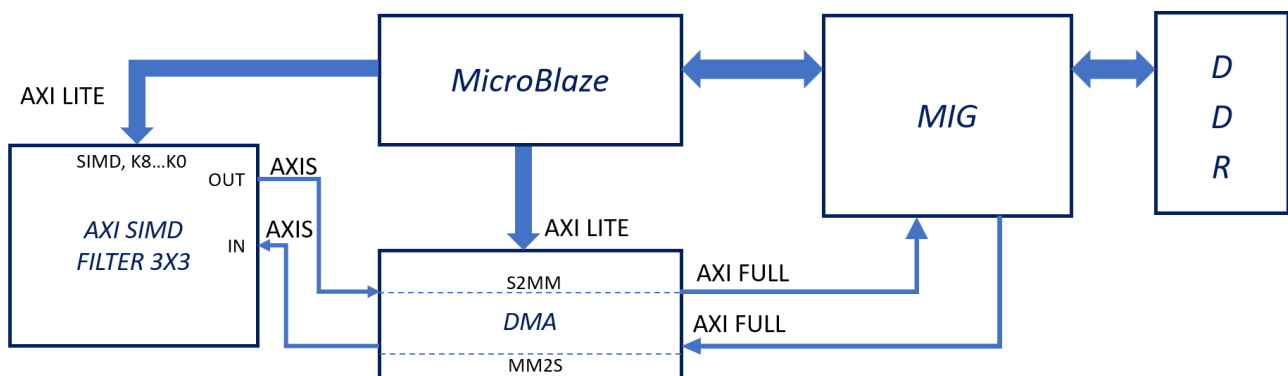 MicroBlaze
MIG
D
D
R
AXI LITE
SIMD, K8...K0
OUT
AXIS
AXI SIMD
FILTER 3X3
IN
AXIS
AXI LITE
S2MM
AXI FULL
DMA
AXI FULL
MM2S